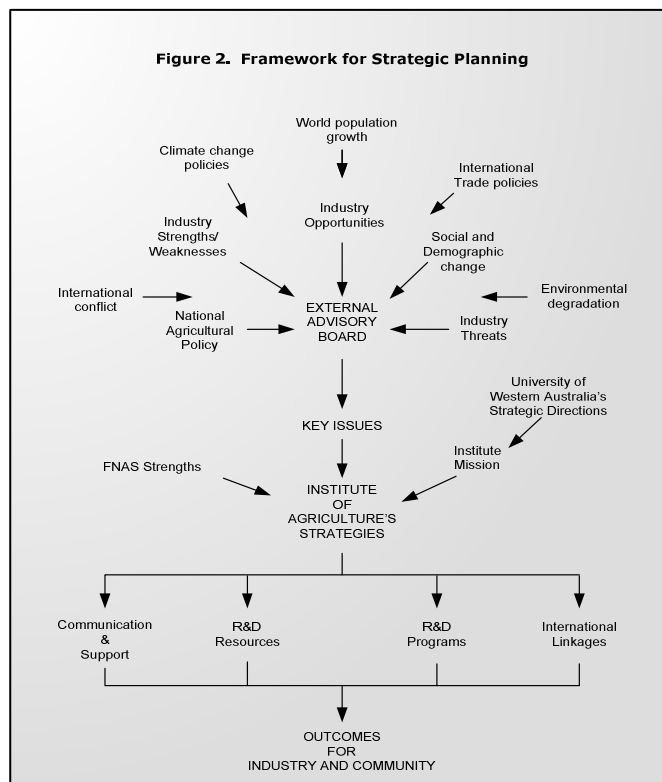 Figure 2. Framework for Strategic Planning
World population
growth
Climate change
policies
International
Trade policies
Industry
Opportunities
Industry
Strengths/
Weaknesses
Social and
Demographic
change
International
conflict
Environmental
degradation
National
Agricultural
Policy
EXTERNAL
ADVISORY
BOARD
Industry
Threats
University of
Western Australia's
Strategic Directions
KEY ISSUES
Institute
Mission
FNAS Strengths
INSTITUTE
OF
AGRICULTURE'S
STRATEGIES
Communication
&
Support
R&D
Resources
R&D
Programs
International
Linkages
OUTCOMES
FOR
INDUSTRY AND COMMUNITY